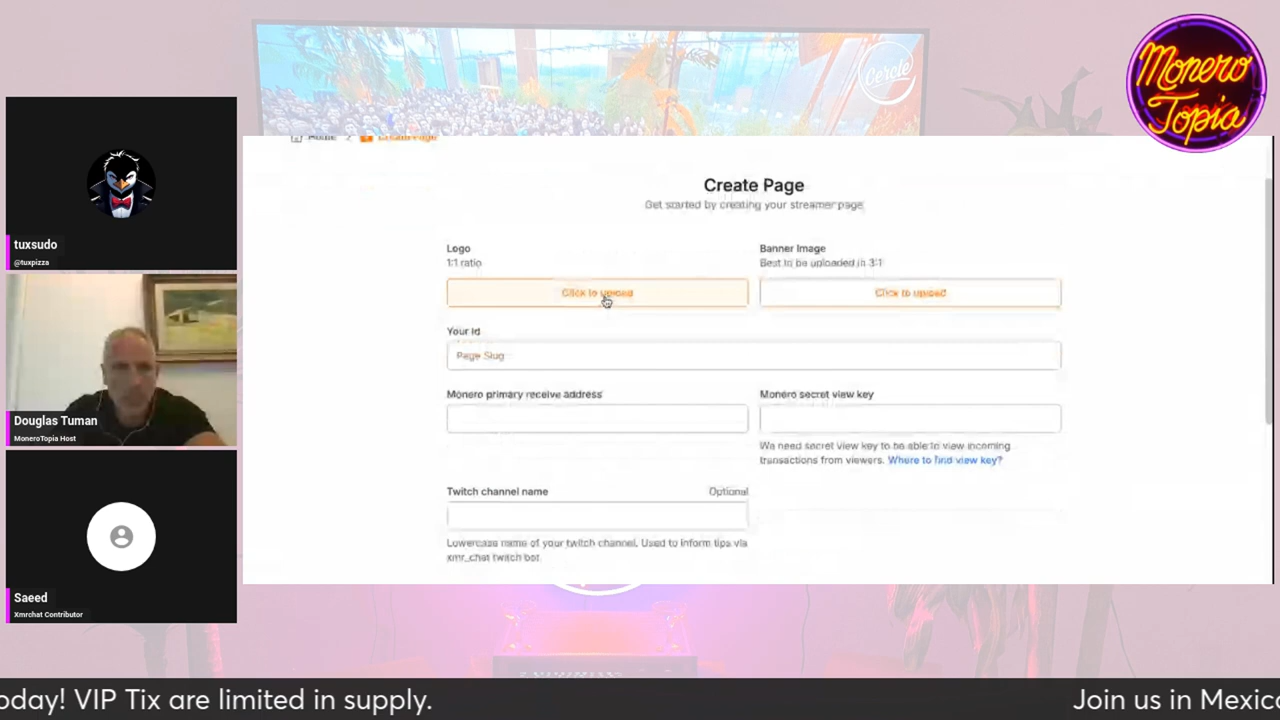 Cercle
Monero
Topia
Home > Create Page
Create Page
Get started by creating your streamer page
Logo
1:1 ratio
Click to upload
Banner Image
Best to be uploaded in 3:1
Click to upload
Your Id
Page Slug
Monero primary receive address
Monero secret view key
We need secret view key to be able to view incoming
transactions from viewers. Where to find view key?
Twitch channel name
Optional
Lowercase name of your twitch channel. Used to inform tips via
xmr_chat twitch bot.
tuxsudo
@tuxpizza
Douglas Tuman
MoneroTopia Host
Saeed
Xmrchat Contributor
oday! VIP Tix are limited in supply.
Join us in Mexic